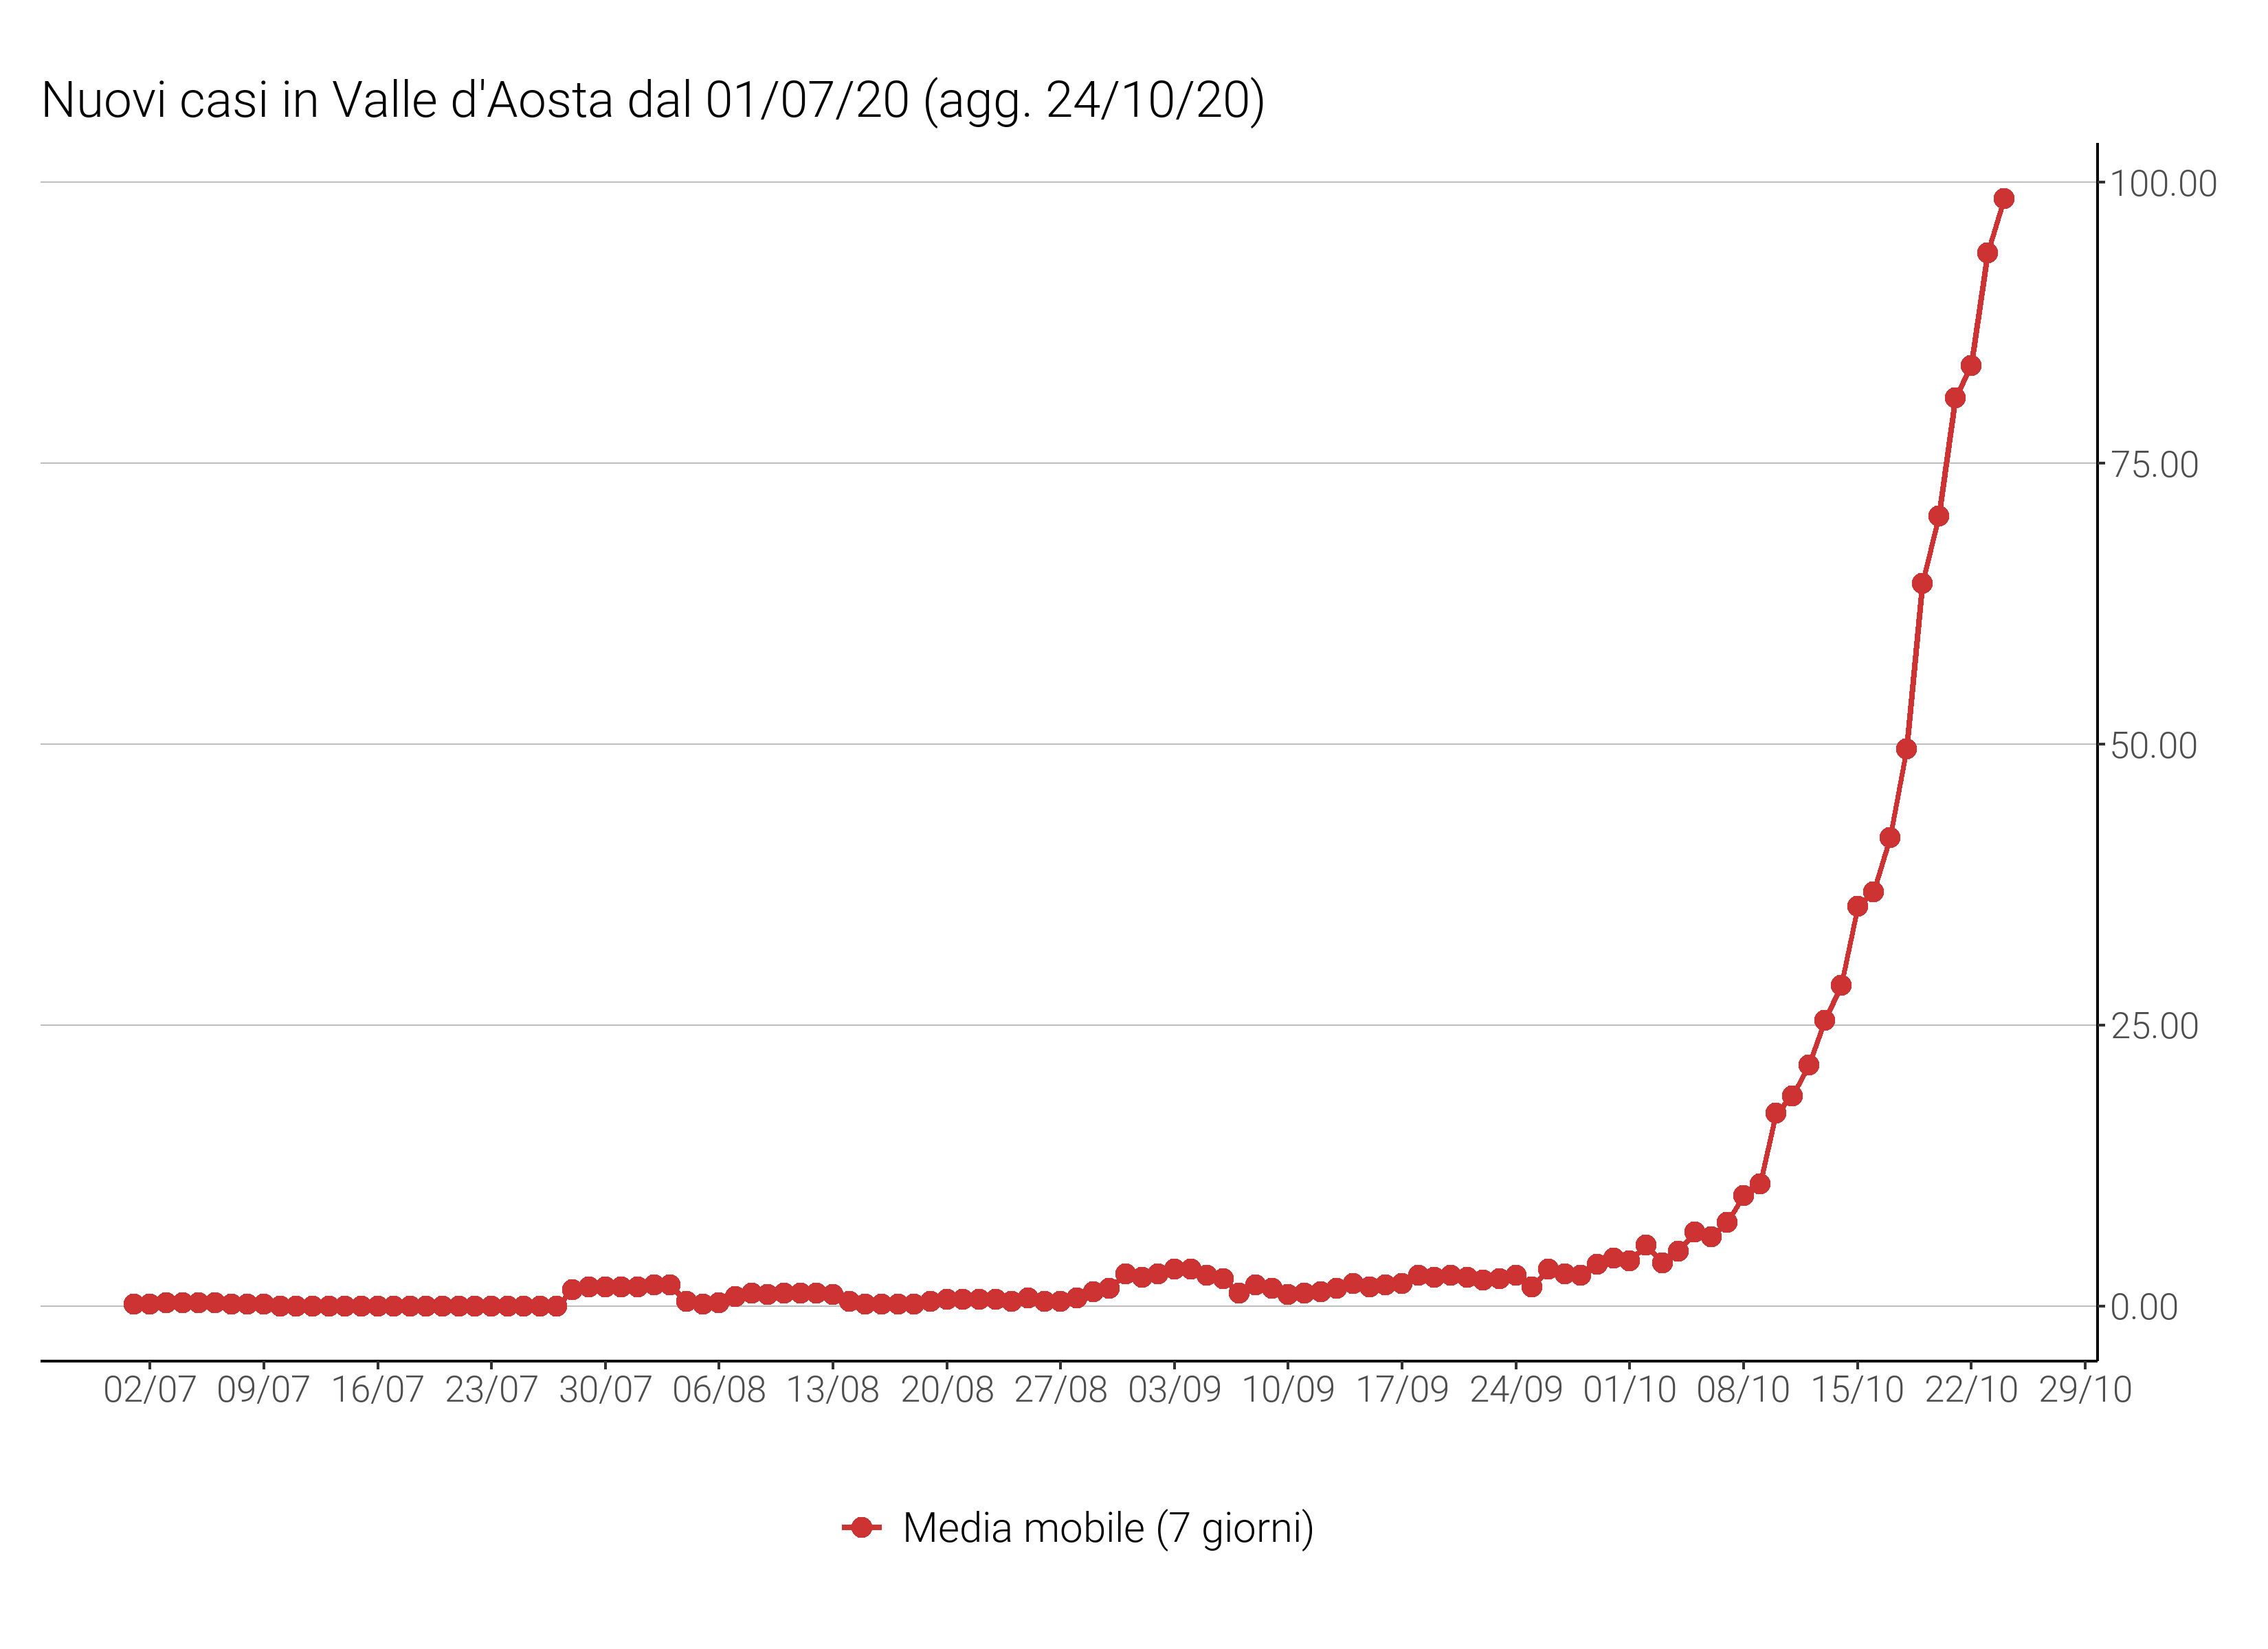 Nuovi casi in Valle d'Aosta dal 01/07/20 (agg. 24/10/20)
100.00
75.00
50.00
25.00
0.00
02/07 09/07 16/07 23/07 30/07 06/08 13/08 20/08 27/08 03/09 10/09 17/09 24/09 01/10 08/10 15/10 22/10 29/10
Media mobile (7 giorni)